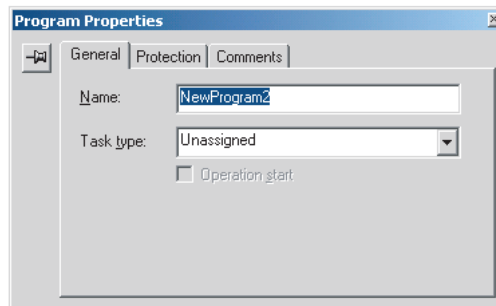 Program Properties
General Protection Comments
Name: NewProgram2
Task type: Unassigned
Operation start